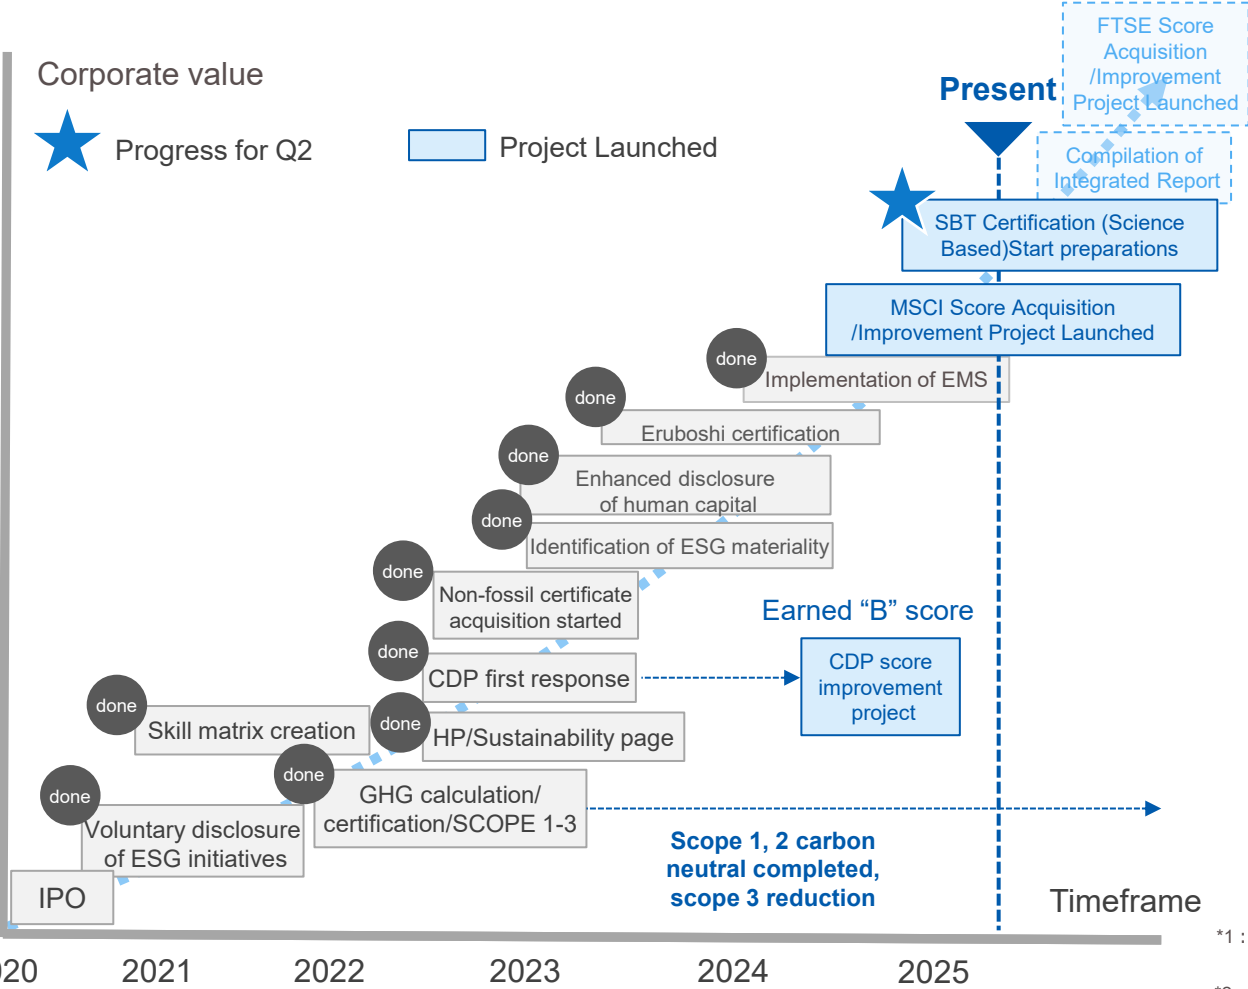 FTSE Score
Acquisition
/Improvement
Project Launched
Corporate value
Present
Progress for Q2
Project Launched
Compilation of
Integrated Report
SBT Certification (Science
Based)Start preparations
MSCI Score Acquisition
/Improvement Project Launched
done
Implementation of EMS
done
Eruboshi certification
done
Enhanced disclosure
of human capital
done
Identification of ESG materiality
done
Non-fossil certificate
acquisition started
Earned “B” score
done
CDP first response
CDP score
improvement
project
done
Skill matrix creation
done
HP/Sustainability page
done
GHG calculation/
certification/SCOPE 1-3
done
Voluntary disclosure
of ESG initiatives
Scope 1, 2 carbon
neutral completed,
scope 3 reduction
IPO
Timeframe
*1 :
20 2021 2022 2023 2024 2025